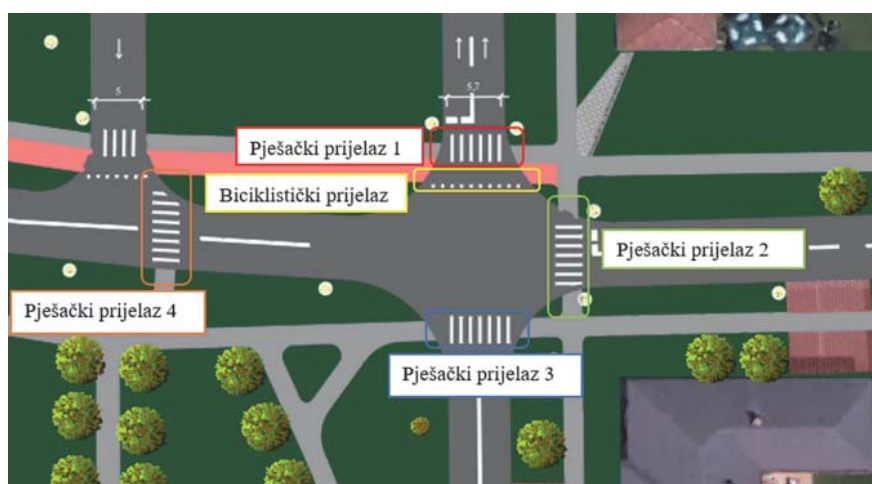 5
5,7
Pješački prijelaz 1
Biciklistički prijelaz
Pješački prijelaz 2
Pješački prijelaz 4
Pješački prijelaz 3